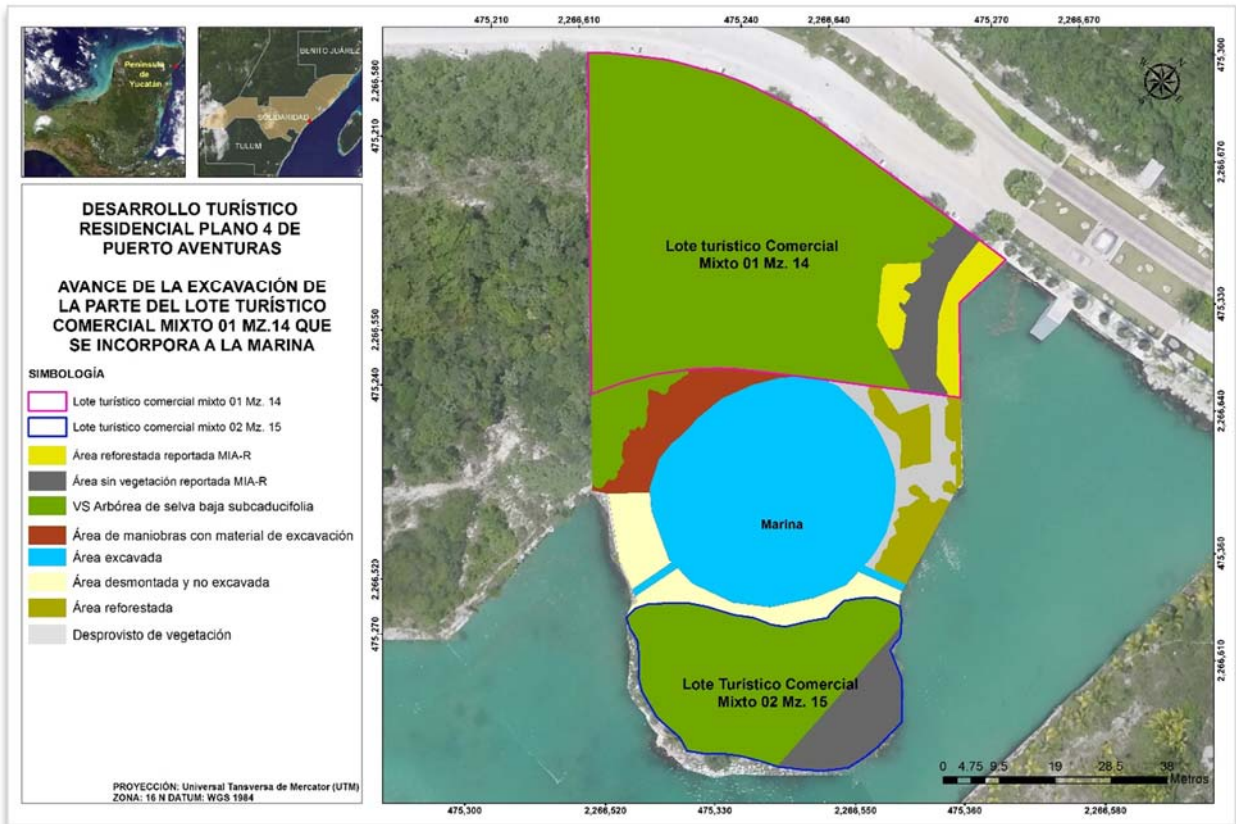 Península
de
Yucatán
BENITO JUÁREZ
SOLIDARIDAD
TULUM
DESARROLLO TURÍSTICO
RESIDENCIAL PLANO 4 DE
PUERTO AVENTURAS
AVANCE DE LA EXCAVACIÓN DE
LA PARTE DEL LOTE TURÍSTICO
COMERCIAL MIXTO 01 MZ.14 QUE
SE INCORPORA A LA MARINA
SIMBOLOGÍA
Lote turístico comercial mixto 01 Mz. 14
Lote turístico comercial mixto 02 Mz. 15
Área reforestada reportada MIA-R
Área sin vegetación reportada MIA-R
VS Arbórea de selva baja subcaducifolia
Área de maniobras con material de excavación
Área excavada
Área desmontada y no excavada
Área reforestada
Desprovisto de vegetación
PROYECCIÓN: Universal Tansversa de Mercator (UTM)
ZONA: 16 N DATUM: WGS 1984
475,210 2,266,610 475,240 2,266,640 475,270 2,266,670
2,266,580
475,210
2,266,550
475,240
2,266,520
475,270
Lote turístico Comercial
Mixto 01 Mz. 14
Marina
Lote Turístico Comercial
Mixto 02 Mz. 15
N
475,300
2,266,670
475,330
2,266,640
475,360
2,266,610
0 4.75 9.5 19 28.5 38
Metros
475,300 2,266,520 475,330 2,266,550 475,360 2,266,580